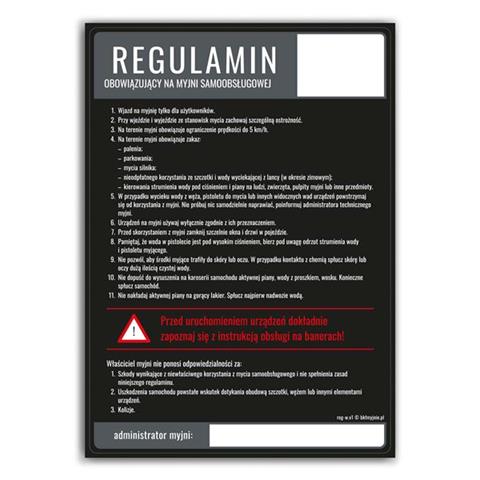 REGULAMIN
OBOWIĄZUJĄCY NA MYJNI SAMOOBSŁUGOWEJ
1. Wjazd na myjnię tylko dla użytkowników.
2. Przy wjeździe i wyjeździe ze stanowisk mycia zachowaj szczególną ostrożność.
3. Na terenie myjni obowiązuje ograniczenie prędkości do 5 km/h.
4. Na terenie myjni obowiązuje zakaz:
– palenia;
– parkowania;
– mycia silnika;
– nieodpłatnego korzystania ze szczotki i wody wyciekającej z lancy (w okresie zimowym);
– kierowania strumienia wody pod ciśnieniem i piany na ludzi, zwierzęta, pulpity myjni lub inne przedmioty.
5. W przypadku wycieku wody z węża, pistoletu do mycia lub innych widocznych wad urządzeń powstrzymaj
się od korzystania z myjni. Nie próbuj nic samodzielnie naprawiać, poinformuj administratora technicznego
myjni.
6. Urządzeń na myjni używaj wyłącznie zgodnie z ich przeznaczeniem.
7. Przed skorzystaniem z myjni zamknij szczelnie okna i drzwi w pojeździe.
8. Pamiętaj, że woda w pistolecie jest pod wysokim ciśnieniem, bierz pod uwagę odrzut strumienia wody
i pistoletu myjącego.
9. Nie pozwól, aby środki myjące trafiły do skóry lub oczu. W przypadku kontaktu z chemią spłucz skórę lub
oczy dużą ilością czystej wody.
10. Nie dopuść do wysuszenia na karoserii samochodu aktywnej piany, wody z proszkiem, wosku. Konieczne
spłucz samochód.
11. Nie nakładaj aktywnej piany na gorący lakier. Spłucz najpierw nadwozie wodą.
Przed uruchomieniem urządzeń dokładnie
zapoznaj się z instrukcją obsługi na banerach!
Właściciel myjni nie ponosi odpowiedzialności za:
1. Szkody wynikające z niewłaściwego korzystania z mycia samoobsługowego i nie spełnienia zasad
niniejszego regulaminu.
2. Uszkodzenia samochodu powstałe wskutek dotykania obudową szczotki, wężem lub innymi elementami
urządzeń.
3. Kolizje.
reg-w.v1 © bktmyjnie.pl
administrator myjni: